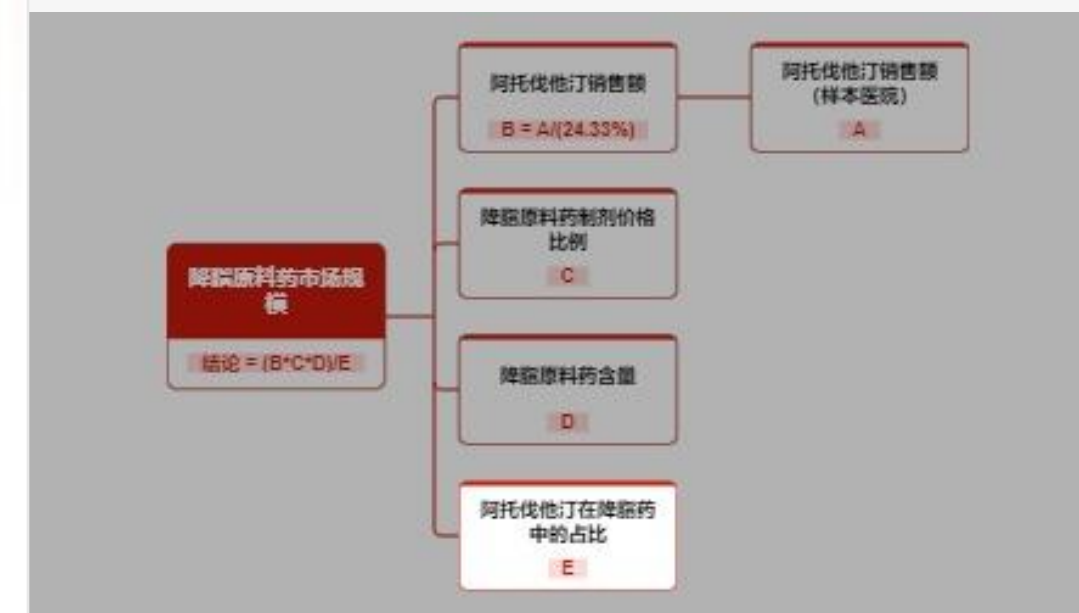 阿托伐他汀销售额
B = A/(24.33%)
阿托伐他汀销售额
(样本医院)
A
降脂原料药制剂价格
比例
C
降脂原料药市场规
模
结论 = (B*C*D)/E
降脂原料药含量
D
阿托伐他汀在降脂药
中的占比
E